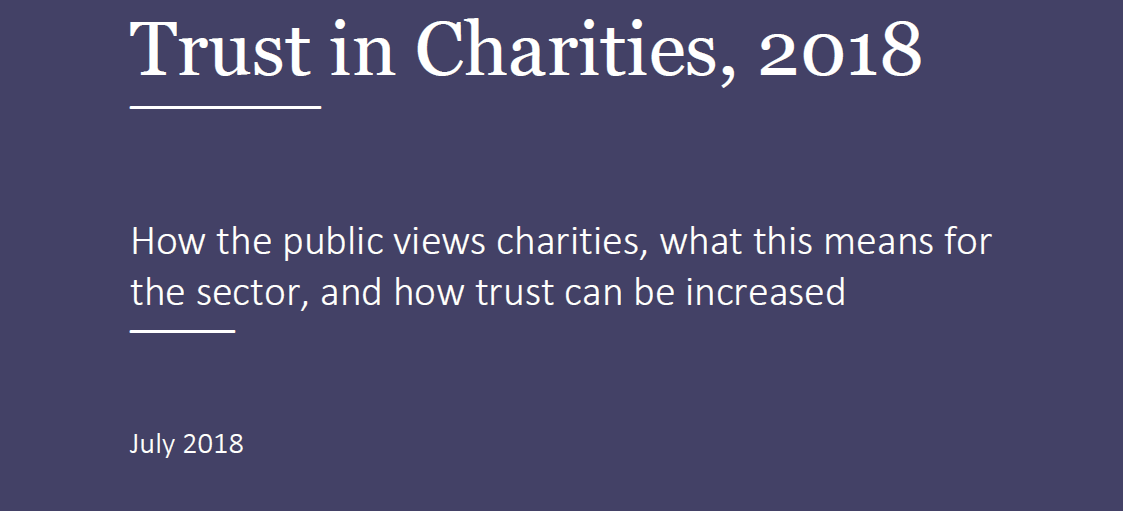 Trust in Charities, 2018
How the public views charities, what this means for
the sector, and how trust can be increased
July 2018